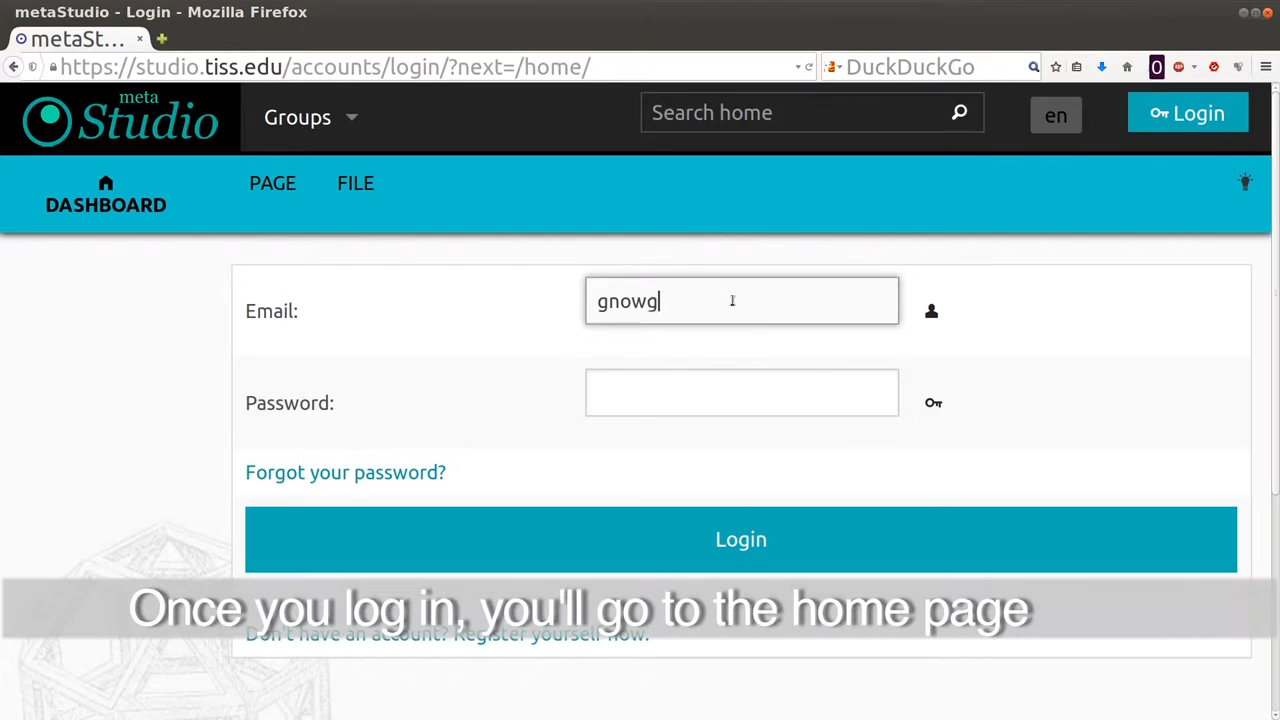 metaStudio - Login - Mozilla Firefox
metaSt...
https://studio.tiss.edu/accounts/login/?next=/home/
DuckDuckGo
meta
Studio
Groups
Search home
en
Login
DASHBOARD
PAGE
FILE
Email:
gnowg
Password:
Forgot your password?
Login
Once you log in, you'll go to the home page
Don't have an account? Register yourself now.